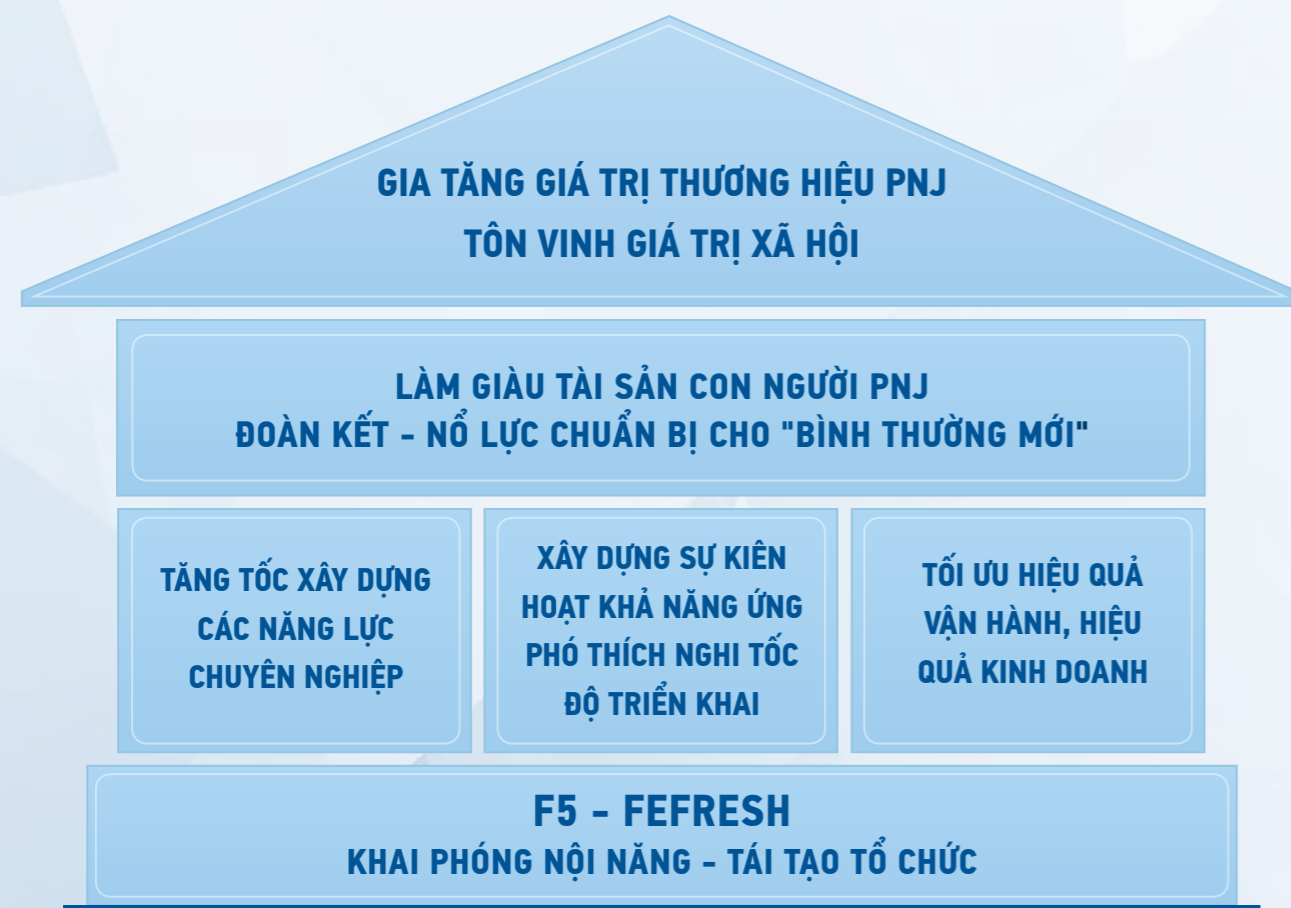 GIA TĂNG GIÁ TRỊ THƯƠNG HIỆU PNJ
TÔN VINH GIÁ TRỊ XÃ HỘI
LÀM GIÀU TÀI SẢN CON NGƯỜI PNJ
ĐOÀN KẾT - NỔ LỰC CHUẨN BỊ CHO "BÌNH THƯỜNG MỚI"
TĂNG TỐC XÂY DỰNG
CÁC NĂNG LỰC
CHUYÊN NGHIỆP
XÂY DỰNG SỰ KIÊN
HOẠT KHẢ NĂNG ỨNG
PHÓ THÍCH NGHI TỐC
ĐỘ TRIỂN KHAI
TỐI ƯU HIỆU QUẢ
VẬN HÀNH, HIỆU
QUẢ KINH DOANH
F5 - FEFRESH
KHAI PHÓNG NỘI NĂNG - TÁI TẠO TỔ CHỨC